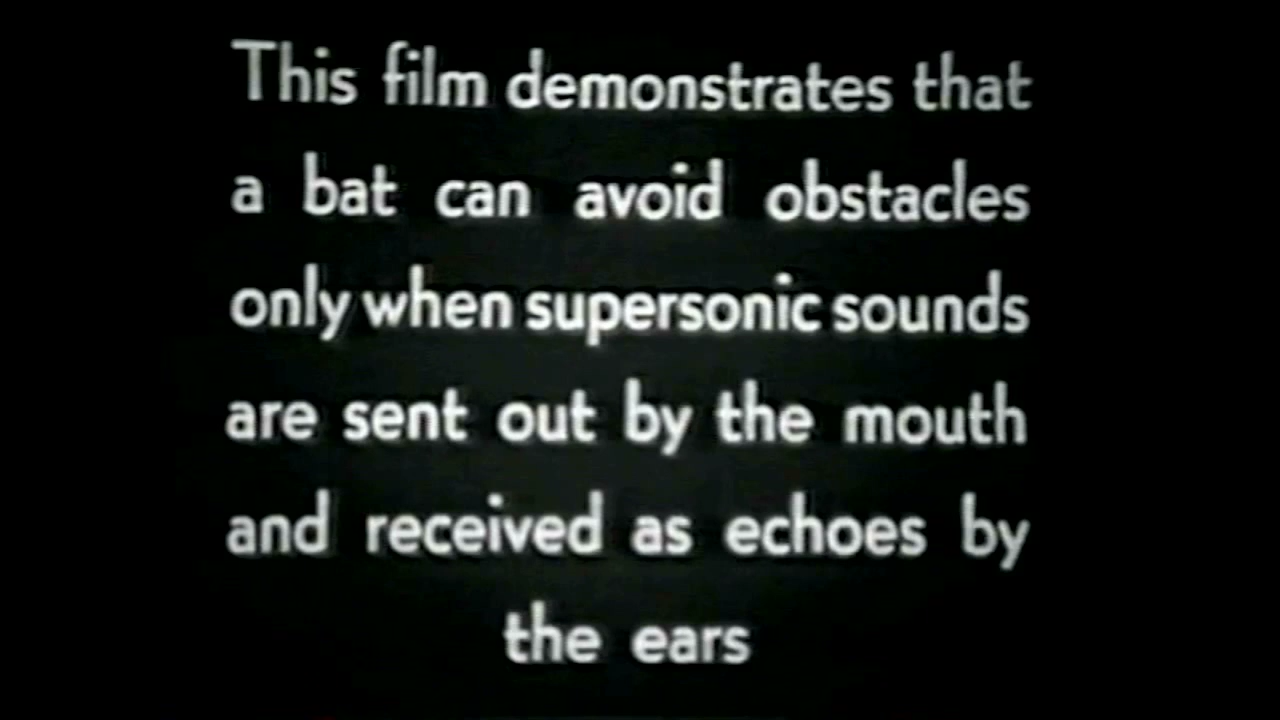 This film demonstrates that
a bat can avoid obstacles
only when supersonic sounds
are sent out by the mouth
and received as echoes by
the ears